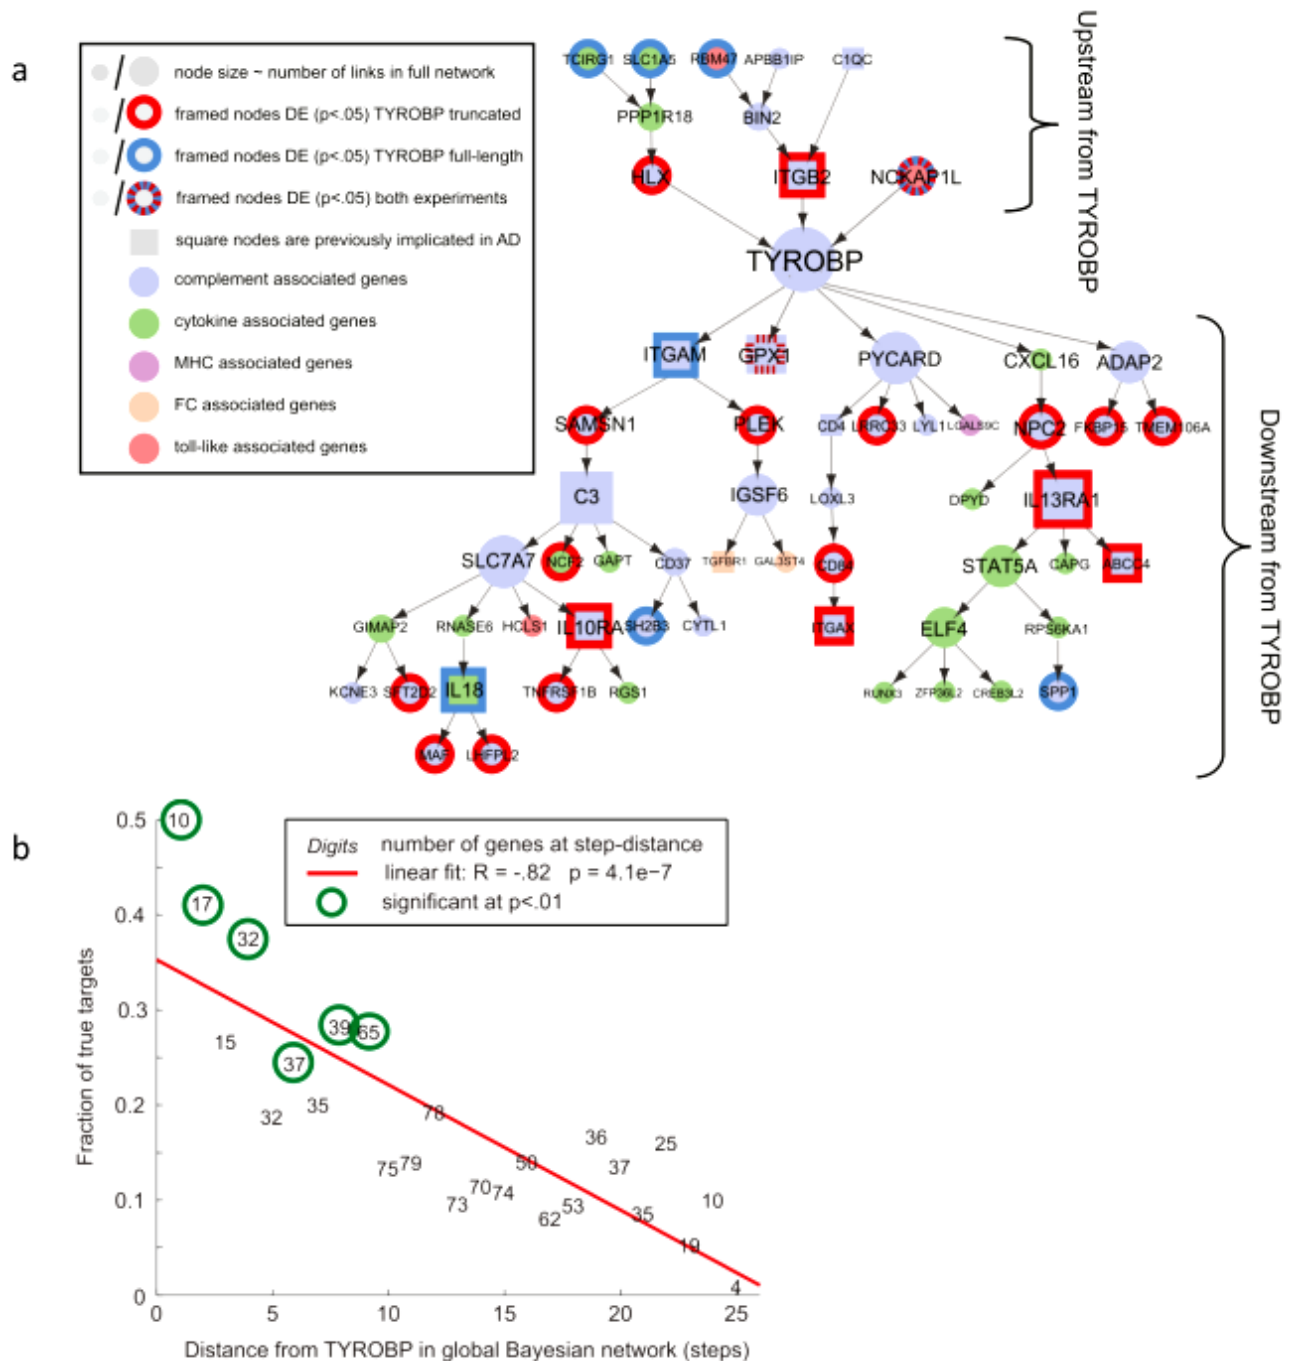 a
node size ~ number of links in full network
framed nodes DE (p<.05) TYROBP truncated
framed nodes DE (p<.05) TYROBP full-length
framed nodes DE (p<.05) both experiments
square nodes are previously implicated in AD
complement associated genes
cytokine associated genes
MHC associated genes
FC associated genes
toll-like associated genes
TCIRG1 SLC1A5 RBM47 APBB1IP C1QC
PPP1R18 BIN2
HLX ITGB2 NCKAP1L
TYROBP
Upstream from TYROBP
ITGAM GPX1 PYCARD CXCL16 ADAP2
SAMSN1 PLEK CD4 LRRC33 LYL1 LGALS9C NPC2 FKBP15 TMEM106A
C3 IGSF6 LOXL3 DPYD IL13RA1
SLC7A7 NCF2 GAPT CD37 TGFBR1 GAL3ST4 CD84 STAT5A CAPG ABCC4
GIMAP2 RNASE6 HCLS1 IL10RA SH2B3 CYTL1 ITGAX ELF4 RPS6KA1
KCNE3 SFT2D2 IL18 TNFRSF1B RGS1 RUNX3 ZFP36L2 CREB3L2 SPP1
MAF LHFPL2
Downstream from TYROBP
b
Digits number of genes at step-distance
linear fit: R = -.82 p = 4.1e-7
significant at p<.01
Fraction of true targets
0.5
0.4
0.3
0.2
0.1
0
10
17
32
15
39 65
37
32 35 78
75 79 50 36 37 25
73 70 74 62 53 35 10
19
4
0 5 10 15 20 25
Distance from TYROBP in global Bayesian network (steps)